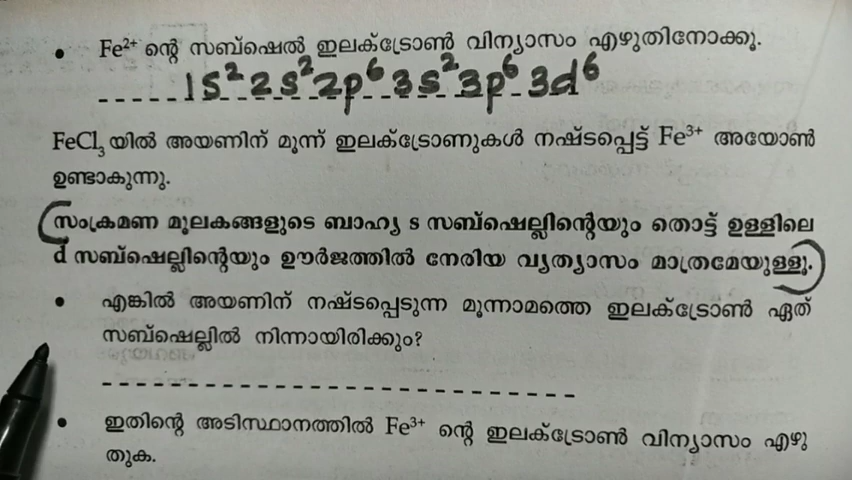 • Fe²⁺ ന്റെ സബ്ഷെൽ ഇലക്ട്രോൺ വിന്യാസം എഴുതിനോക്കൂ.
1s² 2s² 2p⁶ 3s² 3p⁶ 3d⁶
FeCl₃ യിൽ അയണിന് മൂന്ന് ഇലക്ട്രോണുകൾ നഷ്ടപ്പെട്ട് Fe³⁺ അയോൺ
ഉണ്ടാകുന്നു.
സംക്രമണ മൂലകങ്ങളുടെ ബാഹ്യ s സബ്ഷെല്ലിന്റെയും തൊട്ട് ഉള്ളിലെ
d സബ്ഷെല്ലിന്റെയും ഊർജത്തിൽ നേരിയ വ്യത്യാസം മാത്രമേയുള്ളൂ.
• എങ്കിൽ അയണിന് നഷ്ടപ്പെടുന്ന മൂന്നാമത്തെ ഇലക്ട്രോൺ ഏത്
സബ്ഷെല്ലിൽ നിന്നായിരിക്കും?
• ഇതിന്റെ അടിസ്ഥാനത്തിൽ Fe³⁺ ന്റെ ഇലക്ട്രോൺ വിന്യാസം എഴു
തുക.